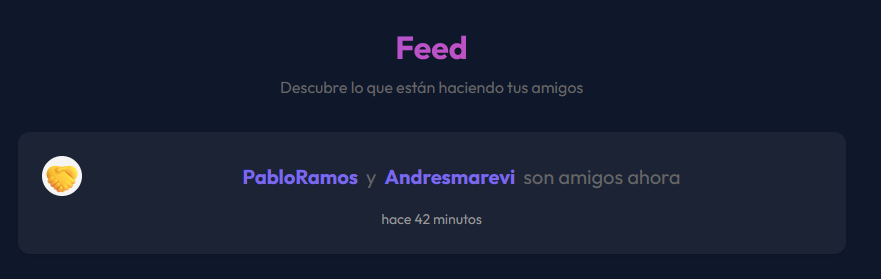 Feed
Descubre lo que están haciendo tus amigos
PabloRamos y Andresmarevi son amigos ahora
hace 42 minutos